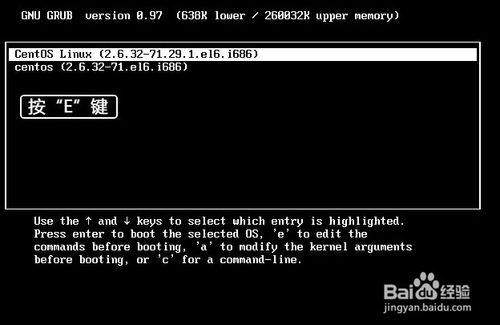 GNU GRUB version 0.97 (638K lower / 260032K upper memory)
CentOS Linux (2.6.32-71.29.1.el6.i686)
centos (2.6.32-71.el6.i686)
按“E”键
Use the ↑ and ↓ keys to select which entry is highlighted.
Press enter to boot the selected OS, 'e' to edit the
commands before booting, 'a' to modify the kernel arguments
before booting, or 'c' for a command-line.
Baidu经验
jingyan.baidu.com